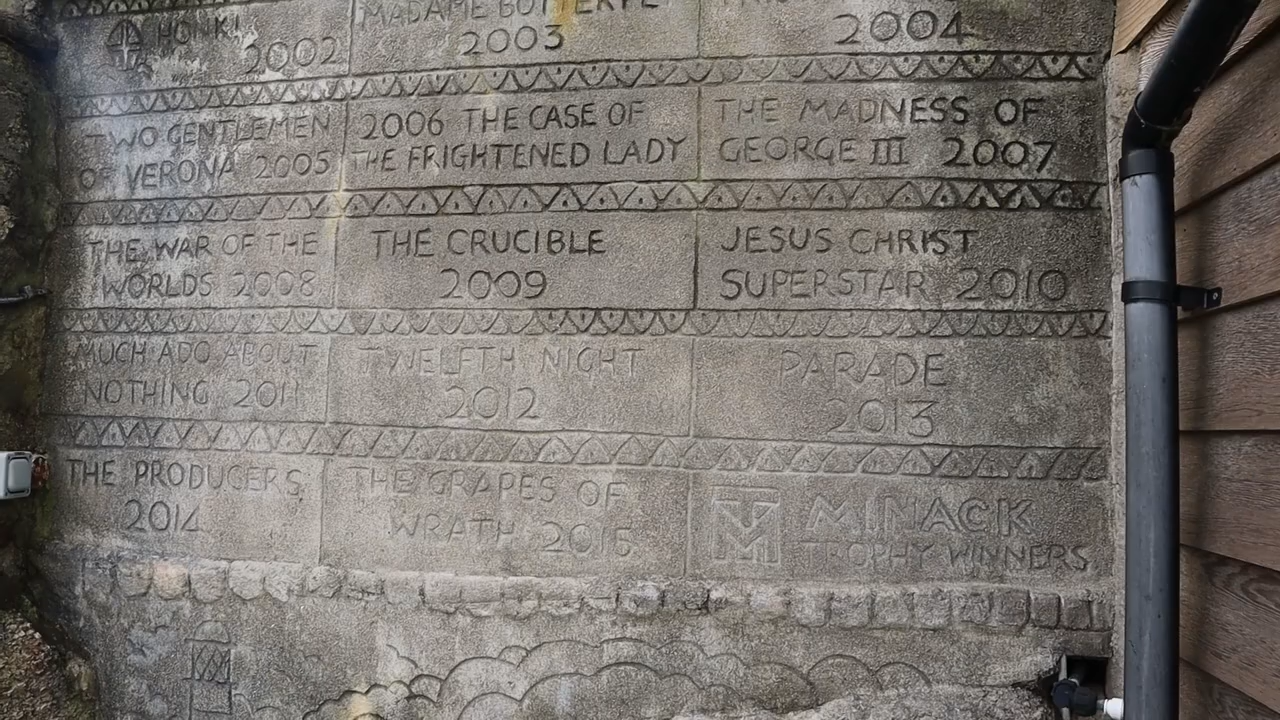 HONK!
2002
MADAME BUTTERFLY
2003
2004
TWO GENTLEMEN
OF VERONA 2005
2006 THE CASE OF
THE FRIGHTENED LADY
THE MADNESS OF
GEORGE III 2007
THE WAR OF THE
WORLDS 2008
THE CRUCIBLE
2009
JESUS CHRIST
SUPERSTAR 2010
MUCH ADO ABOUT
NOTHING 2011
TWELFTH NIGHT
2012
PARADE
2013
THE PRODUCERS
2014
THE GRAPES OF
WRATH 2015
MINACK
TROPHY WINNERS